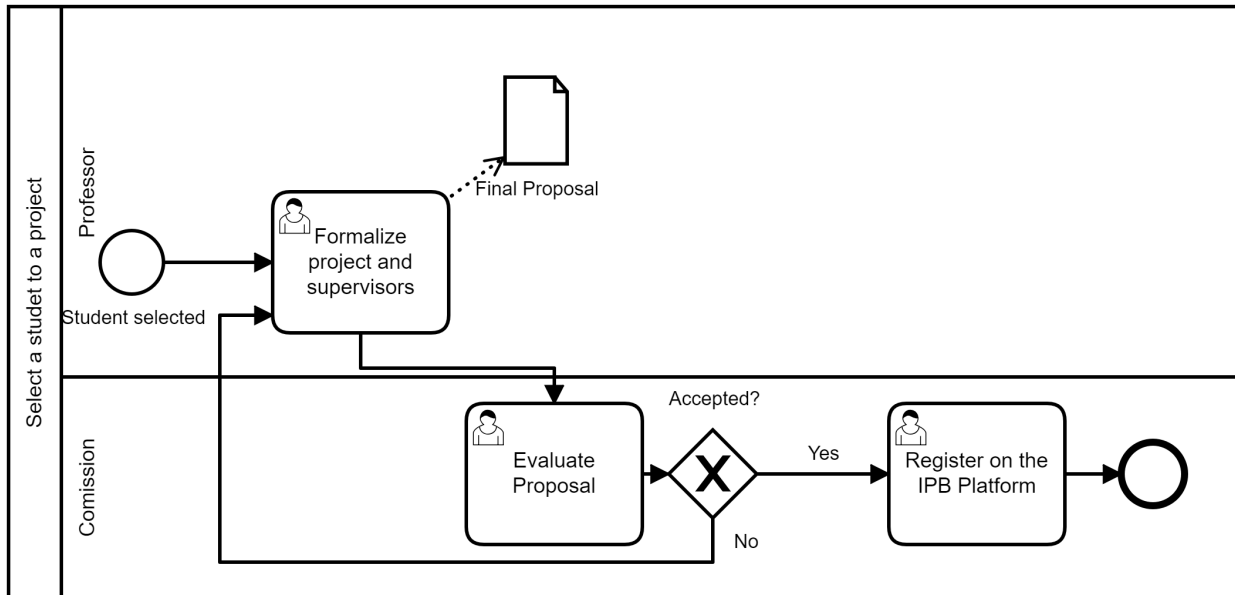 Select a studet to a project
Professor
Student selected
Formalize
project and
supervisors
Final Proposal
Comission
Evaluate
Proposal
Accepted?
Yes
No
Register on the
IPB Platform